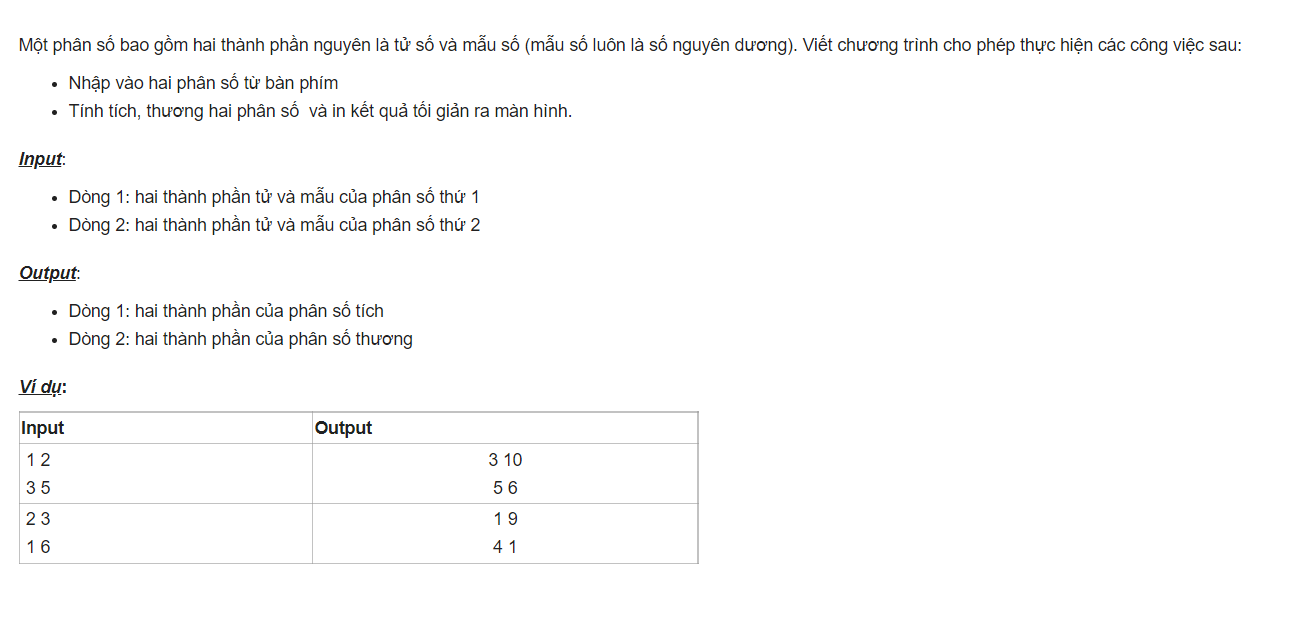 Một phân số bao gồm hai thành phần nguyên là tử số và mẫu số (mẫu số luôn là số nguyên dương). Viết chương trình cho phép thực hiện các công việc sau:
• Nhập vào hai phân số từ bàn phím
• Tính tích, thương hai phân số và in kết quả tối giản ra màn hình.
Input:
• Dòng 1: hai thành phần tử và mẫu của phân số thứ 1
• Dòng 2: hai thành phần tử và mẫu của phân số thứ 2
Output:
• Dòng 1: hai thành phần của phân số tích
• Dòng 2: hai thành phần của phân số thương
Ví dụ:
Input Output
1 2 3 10
3 5 5 6
2 3 1 9
1 6 4 1